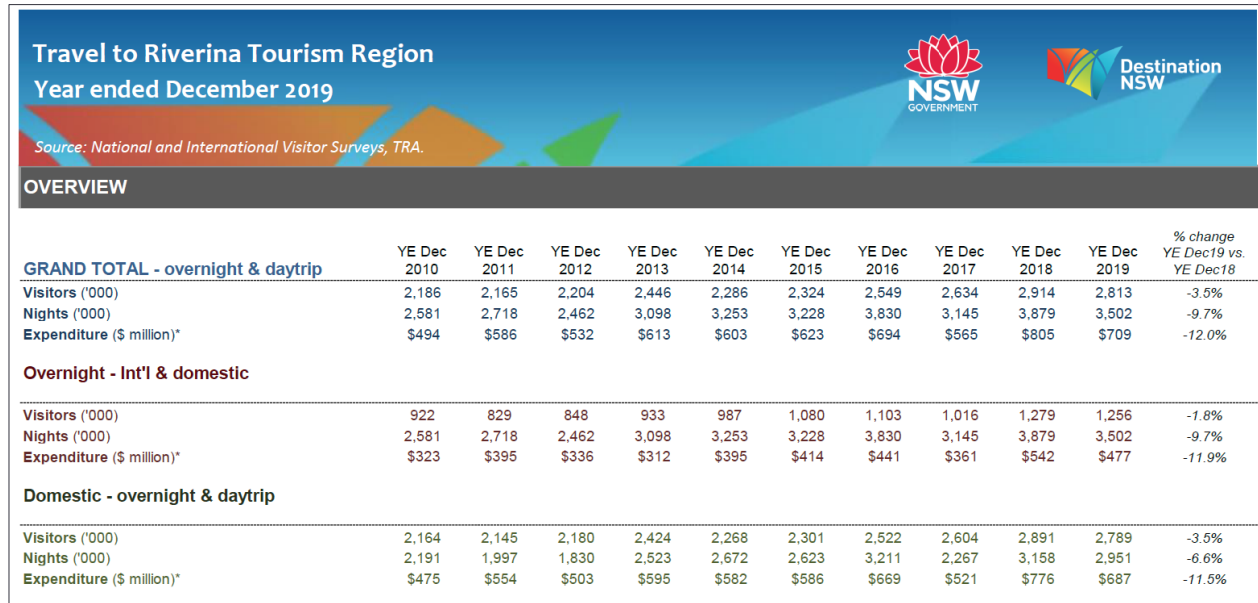 Travel to Riverina Tourism Region
Year ended December 2019
NSW
GOVERNMENT
Destination
NSW
Source: National and International Visitor Surveys, TRA.
OVERVIEW
% change
YE Dec YE Dec YE Dec YE Dec YE Dec YE Dec YE Dec YE Dec YE Dec YE Dec YE Dec19 vs.
GRAND TOTAL - overnight & daytrip 2010 2011 2012 2013 2014 2015 2016 2017 2018 2019 YE Dec18
Visitors ('000) 2,186 2,165 2,204 2,446 2,286 2,324 2,549 2,634 2,914 2,813 -3.5%
Nights ('000) 2,581 2,718 2,462 3,098 3,253 3,228 3,830 3,145 3,879 3,502 -9.7%
Expenditure ($ million)* $494 $586 $532 $613 $603 $623 $694 $565 $805 $709 -12.0%
Overnight - Int'l & domestic
Visitors ('000) 922 829 848 933 987 1,080 1,103 1,016 1,279 1,256 -1.8%
Nights ('000) 2,581 2,718 2,462 3,098 3,253 3,228 3,830 3,145 3,879 3,502 -9.7%
Expenditure ($ million)* $323 $395 $336 $312 $395 $414 $441 $361 $542 $477 -11.9%
Domestic - overnight & daytrip
Visitors ('000) 2,164 2,145 2,180 2,424 2,268 2,301 2,522 2,604 2,891 2,789 -3.5%
Nights ('000) 2,191 1,997 1,830 2,523 2,672 2,623 3,211 2,267 3,158 2,951 -6.6%
Expenditure ($ million)* $475 $554 $503 $595 $582 $586 $669 $521 $776 $687 -11.5%